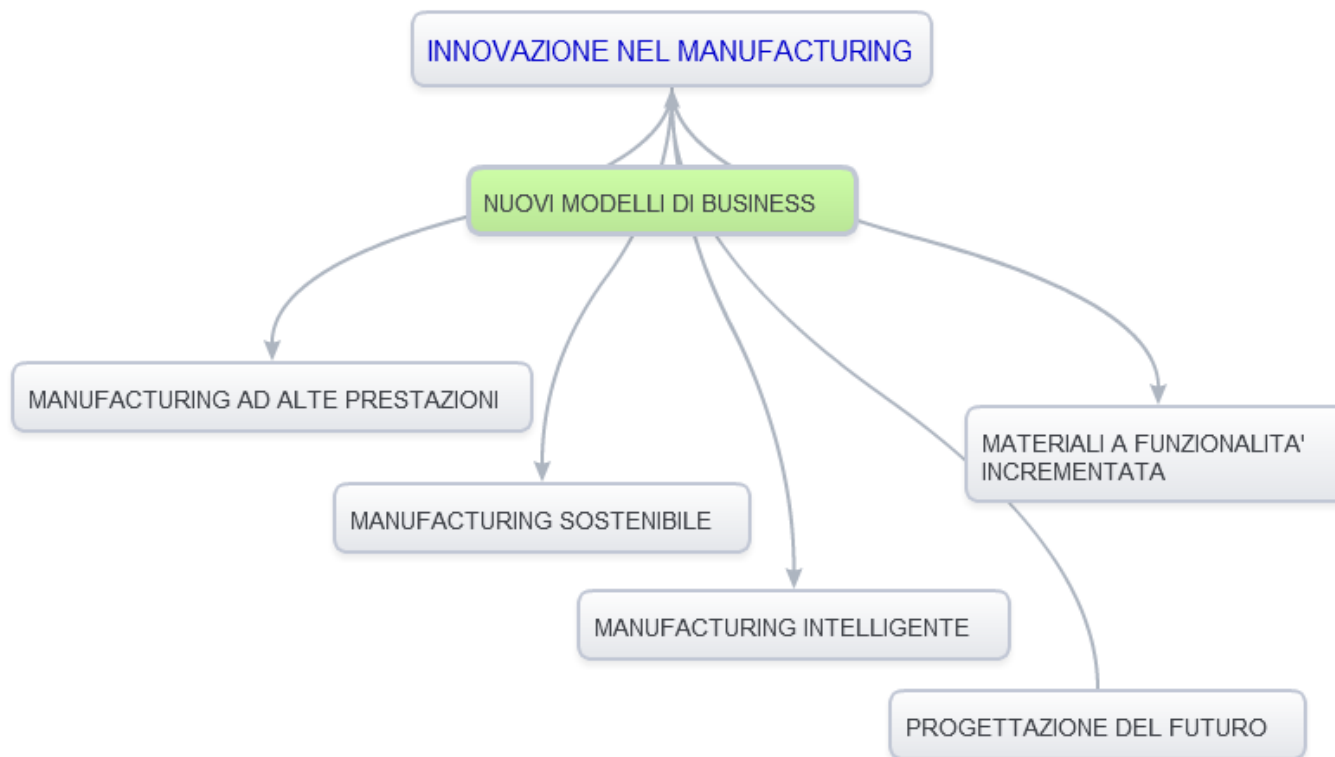 INNOVAZIONE NEL MANUFACTURING
NUOVI MODELLI DI BUSINESS
MANUFACTURING AD ALTE PRESTAZIONI
MATERIALI A FUNZIONALITA'
INCREMENTATA
MANUFACTURING SOSTENIBILE
MANUFACTURING INTELLIGENTE
PROGETTAZIONE DEL FUTURO